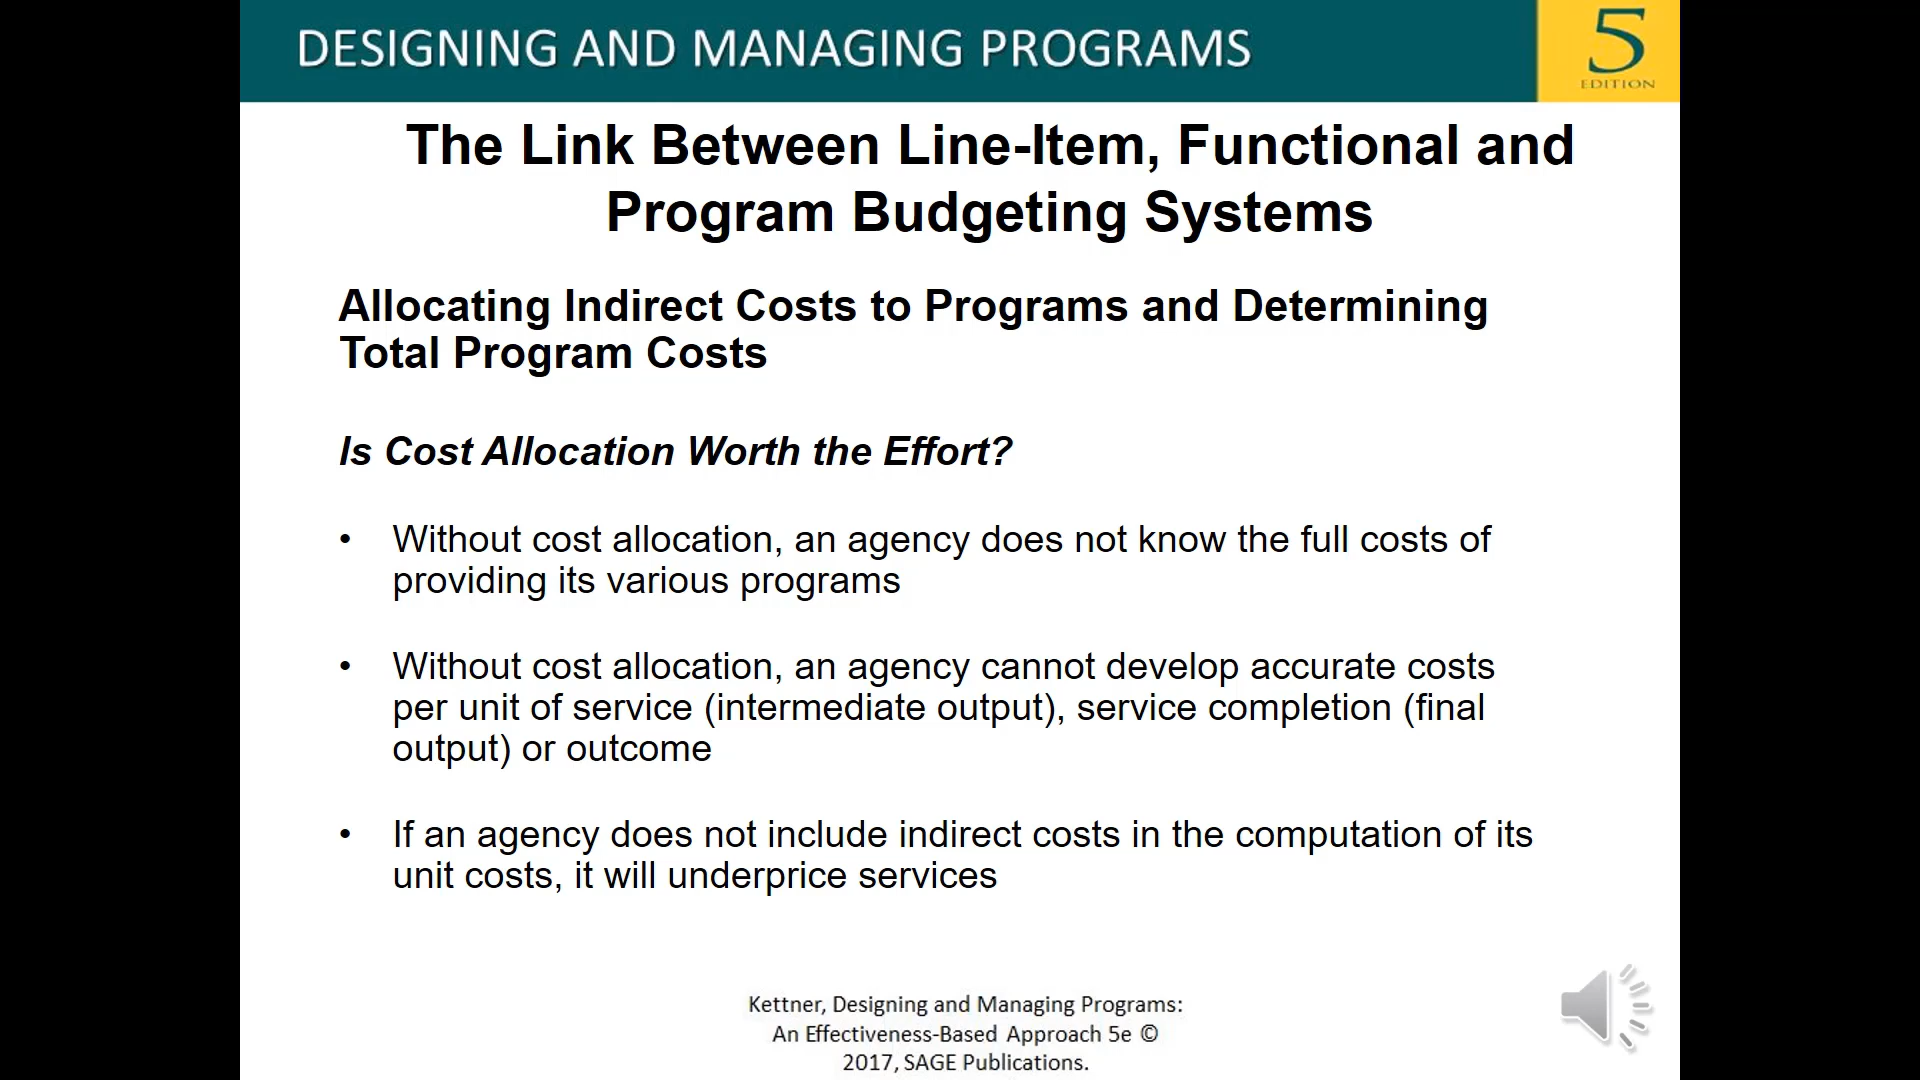 DESIGNING AND MANAGING PROGRAMS
5
EDITION
The Link Between Line-Item, Functional and
Program Budgeting Systems
Allocating Indirect Costs to Programs and Determining
Total Program Costs
Is Cost Allocation Worth the Effort?
• Without cost allocation, an agency does not know the full costs of
providing its various programs
• Without cost allocation, an agency cannot develop accurate costs
per unit of service (intermediate output), service completion (final
output) or outcome
• If an agency does not include indirect costs in the computation of its
unit costs, it will underprice services
Kettner, Designing and Managing Programs:
An Effectiveness-Based Approach 5e ©
2017, SAGE Publications.